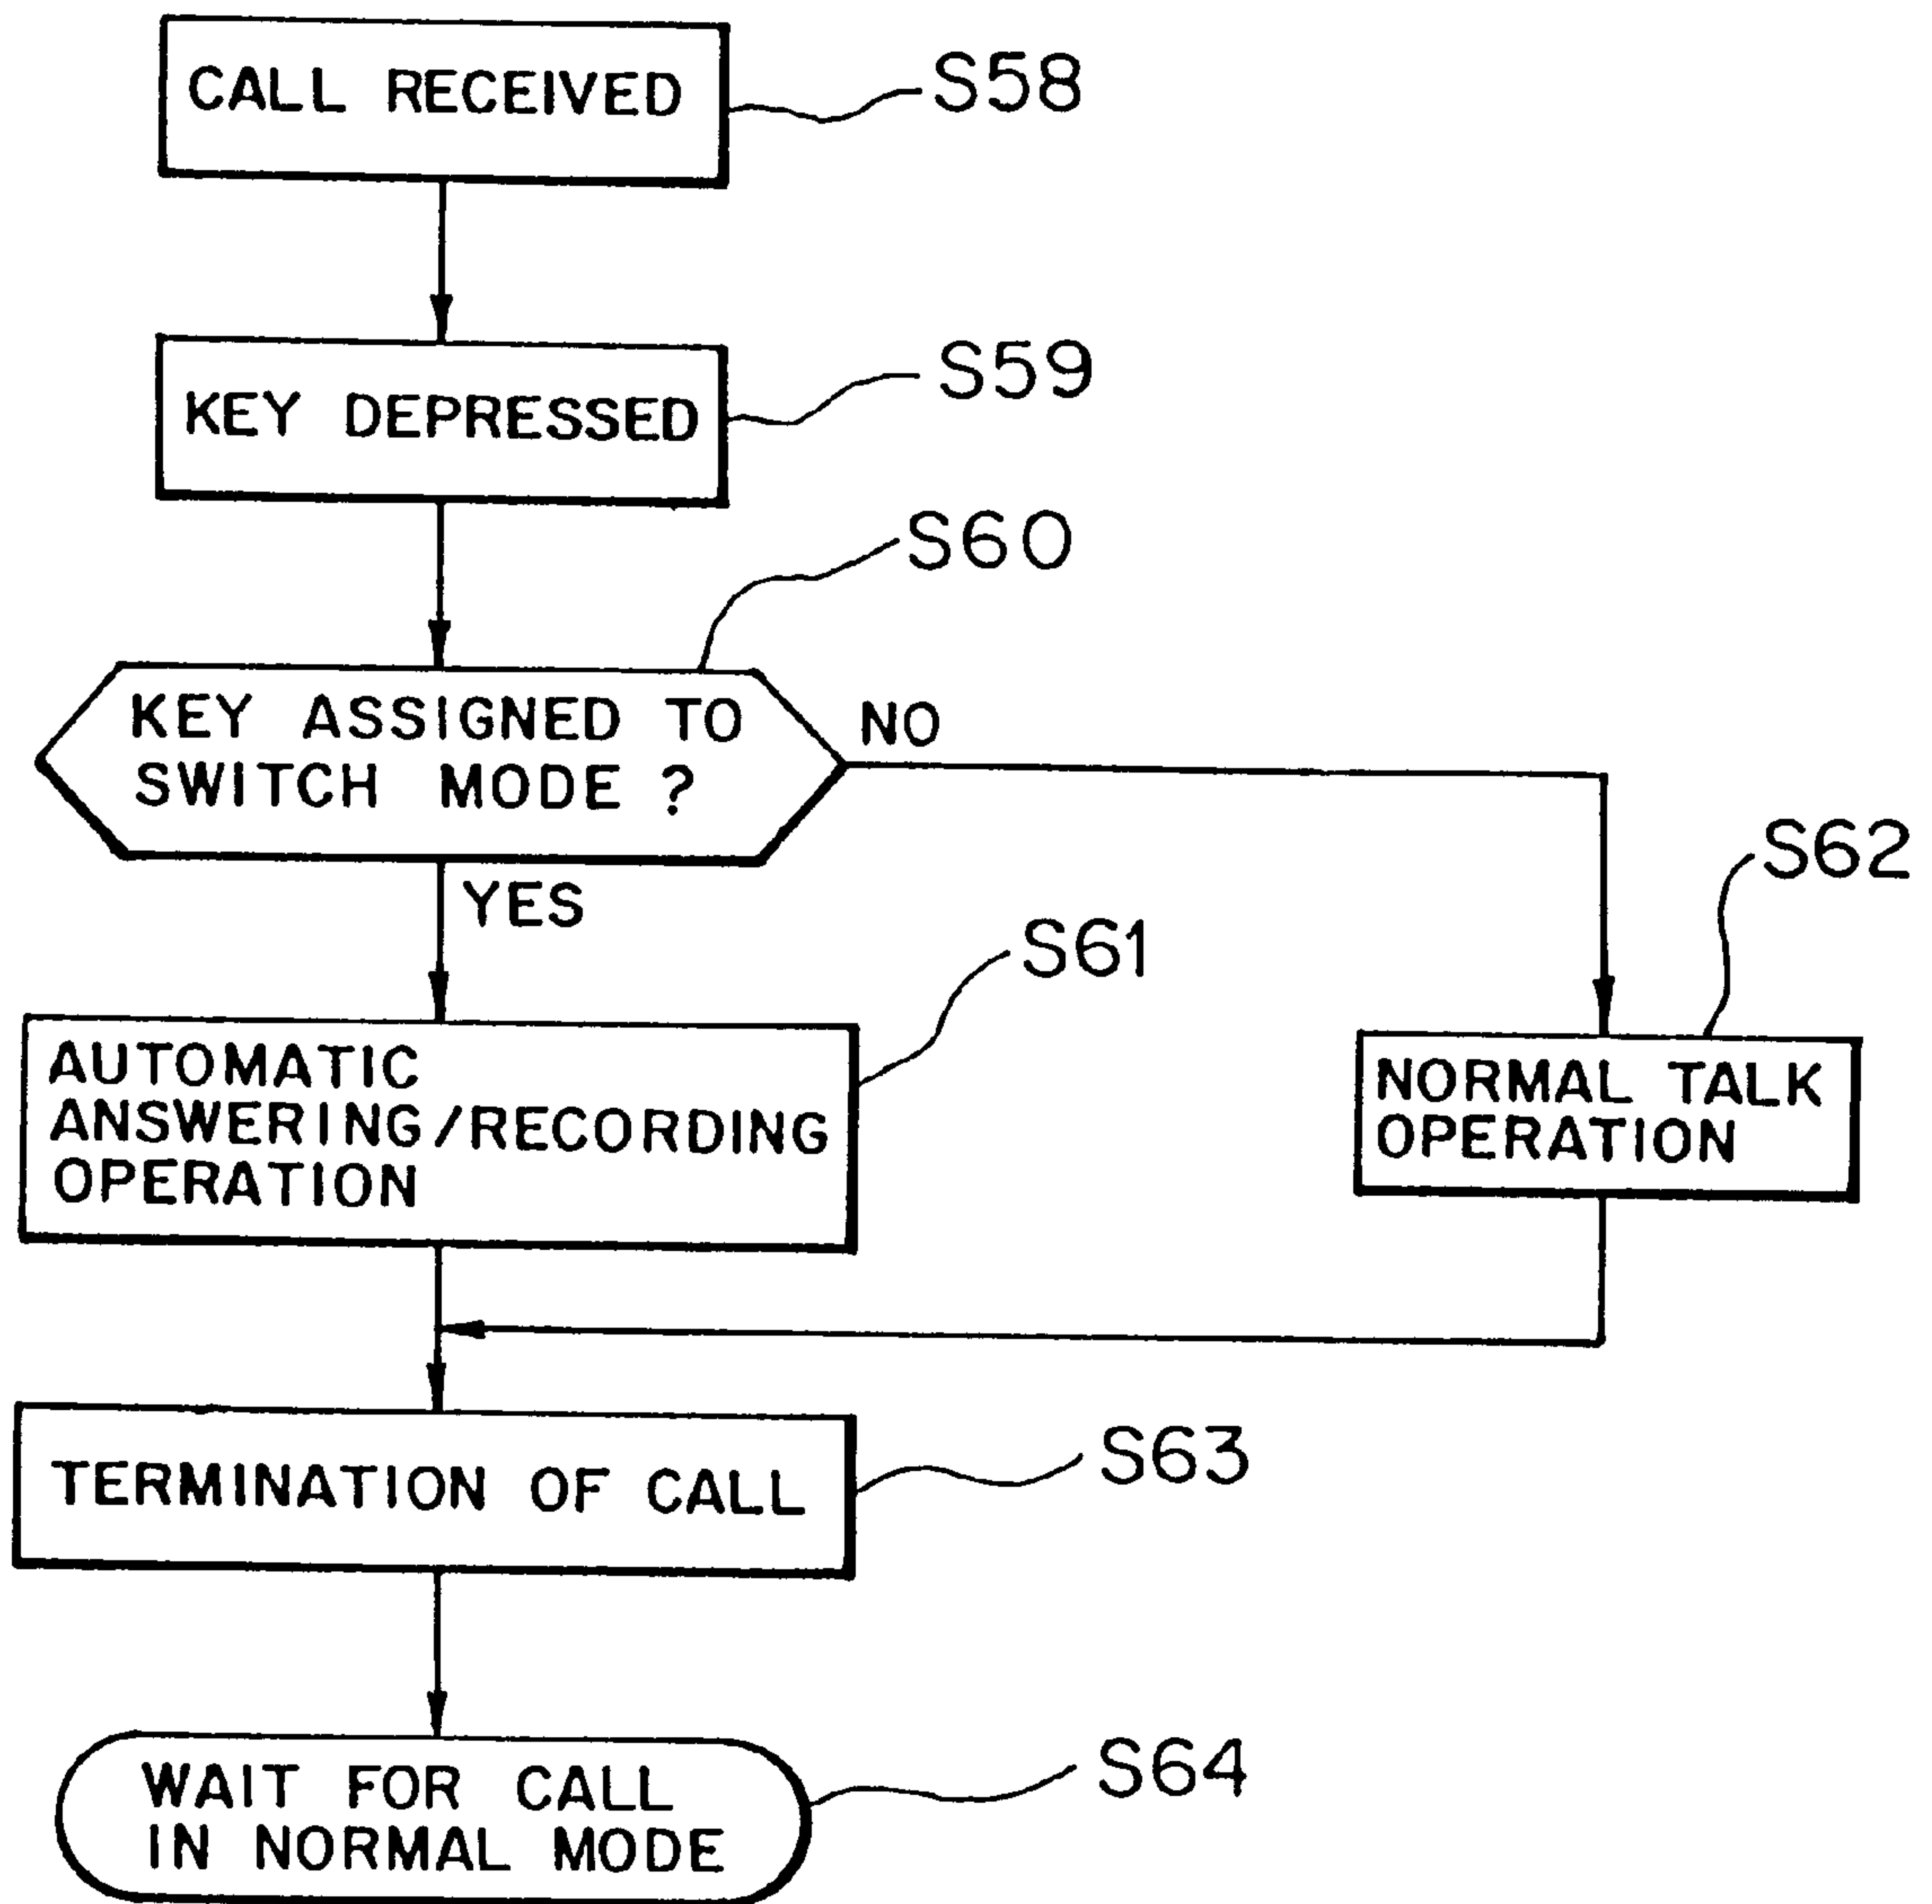 CALL RECEIVED
S58
KEY DEPRESSED
S59
S60
KEY ASSIGNED TO
SWITCH MODE ?
NO
YES
S61
S62
AUTOMATIC
ANSWERING/RECORDING
OPERATION
NORMAL TALK
OPERATION
TERMINATION OF CALL
S63
WAIT FOR CALL
IN NORMAL MODE
S64